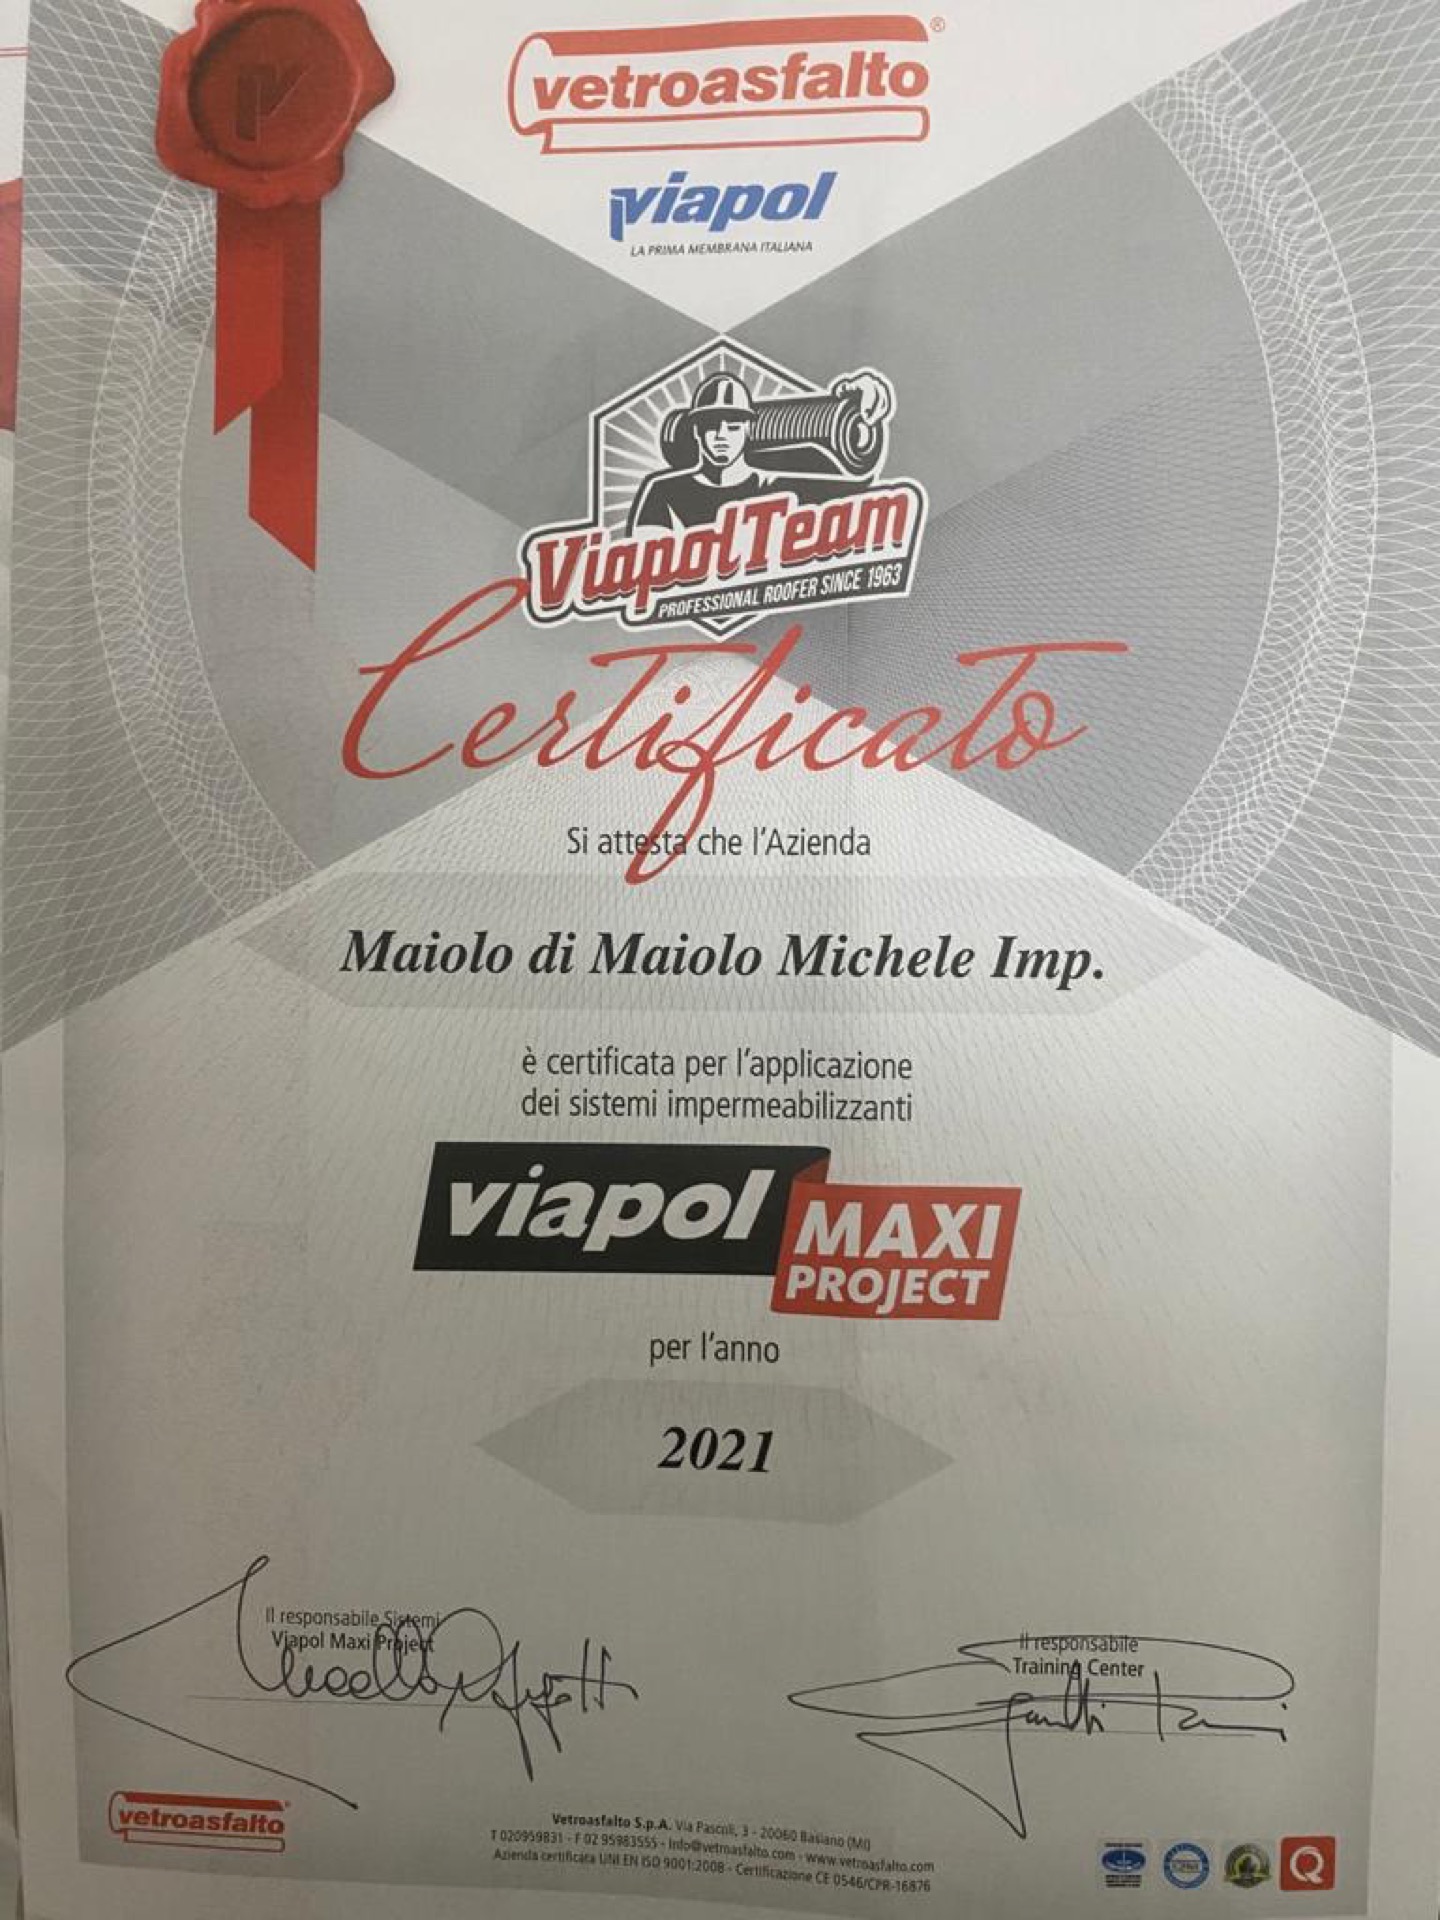 vetroasfalto®
viapol
LA PRIMA MEMBRANA ITALIANA
ViapolTeam
PROFESSIONAL ROOFER SINCE 1963
Certificato
Si attesta che l'Azienda
Maiolo di Maiolo Michele Imp.
è certificata per l'applicazione
dei sistemi impermeabilizzanti
viapol MAXI
PROJECT
per l'anno
2021
Il responsabile Sistemi
Viapol Maxi Project
Il responsabile
Training Center
vetroasfalto
Vetroasfalto S.p.A. Via Pascoli, 3 - 20060 Basiano (MI)
T 020959831 - F 02 95983555 - Info@vetroasfalto.com - www.vetroasfalto.com
Azienda certificata UNI EN ISO 9001:2008 - Certificazione CE 0546/CPR-16876